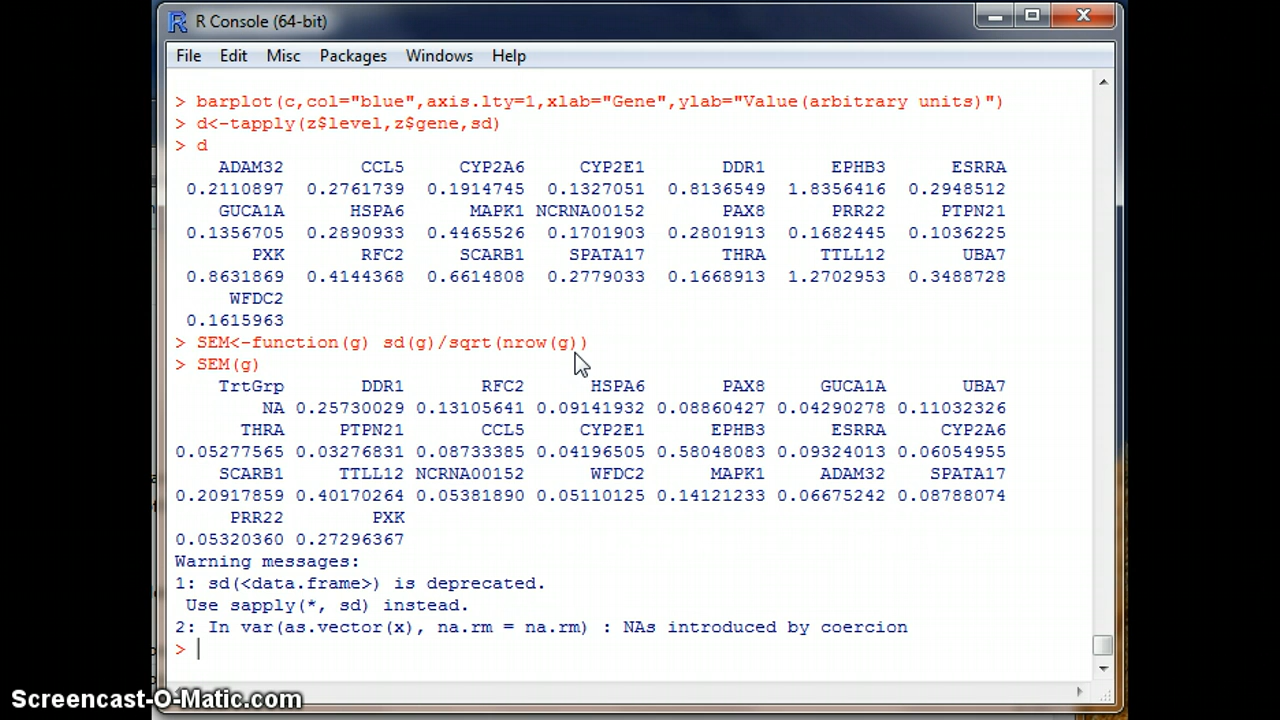 R Console (64-bit)
File Edit Misc Packages Windows Help
> barplot(c,col="blue",axis.lty=1,xlab="Gene",ylab="Value(arbitrary units)")
> d<-tapply(z$level,z$gene,sd)
> d
ADAM32 CCL5 CYP2A6 CYP2E1 DDR1 EPHB3 ESRRA
0.2110897 0.2761739 0.1914745 0.1327051 0.8136549 1.8356416 0.2948512
GUCA1A HSPA6 MAPK1 NCRNA00152 PAX8 PRR22 PTPN21
0.1356705 0.2890933 0.4465526 0.1701903 0.2801913 0.1682445 0.1036225
PXK RFC2 SCARB1 SPATA17 THRA TTLL12 UBA7
0.8631869 0.4144368 0.6614808 0.2779033 0.1668913 1.2702953 0.3488728
WFDC2
0.1615963
> SEM<-function(g) sd(g)/sqrt(nrow(g))
> SEM(g)
TrtGrp DDR1 RFC2 HSPA6 PAX8 GUCA1A UBA7
NA 0.25730029 0.13105641 0.09141932 0.08860427 0.04290278 0.11032326
THRA PTPN21 CCL5 CYP2E1 EPHB3 ESRRA CYP2A6
0.05277565 0.03276831 0.08733385 0.04196505 0.58048083 0.09324013 0.06054955
SCARB1 TTLL12 NCRNA00152 WFDC2 MAPK1 ADAM32 SPATA17
0.20917859 0.40170264 0.05381890 0.05110125 0.14121233 0.06675242 0.08788074
PRR22 PXK
0.05320360 0.27296367
Warning messages:
1: sd(<data.frame>) is deprecated.
Use sapply(*, sd) instead.
2: In var(as.vector(x), na.rm = na.rm) : NAs introduced by coercion
>
Screencast-O-Matic.com